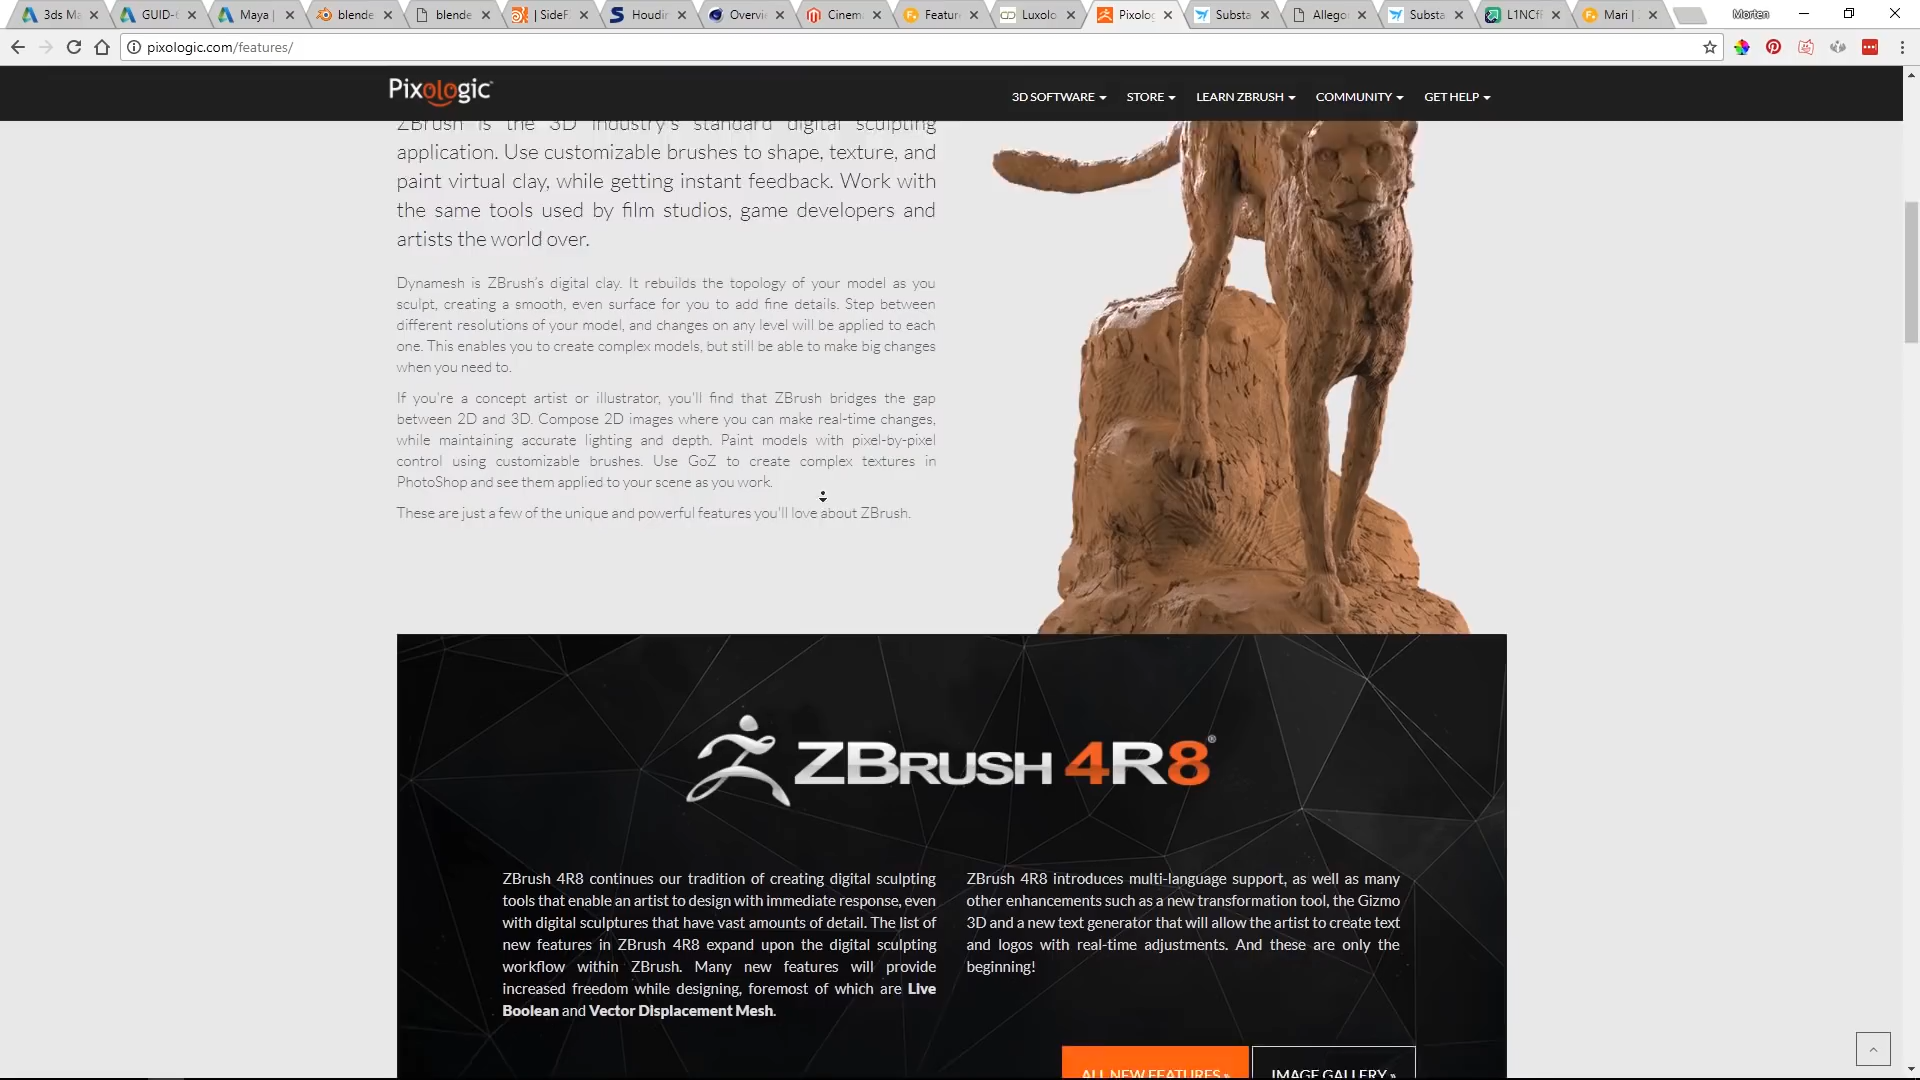 3ds Ma
GUID-
Maya |
blende
blende
| SideF
Houdin
Overvi
Cinem
Featur
Luxolo
Pixolog
Substa
Allego
Substa
L1NCf
Mari |
Morten
pixologic.com/features/
Pixologic
3D SOFTWARE
STORE
LEARN ZBRUSH
COMMUNITY
GET HELP
ZBrush is the 3D industry's standard digital sculpting
application. Use customizable brushes to shape, texture, and
paint virtual clay, while getting instant feedback. Work with
the same tools used by film studios, game developers and
artists the world over.
Dynamesh is ZBrush's digital clay. It rebuilds the topology of your model as you
sculpt, creating a smooth, even surface for you to add fine details. Step between
different resolutions of your model, and changes on any level will be applied to each
one. This enables you to create complex models, but still be able to make big changes
when you need to.
If you're a concept artist or illustrator, you'll find that ZBrush bridges the gap
between 2D and 3D. Compose 2D images where you can make real-time changes,
while maintaining accurate lighting and depth. Paint models with pixel-by-pixel
control using customizable brushes. Use GoZ to create complex textures in
PhotoShop and see them applied to your scene as you work.
These are just a few of the unique and powerful features you'll love about ZBrush.
ZBRUSH 4R8®
ZBrush 4R8 continues our tradition of creating digital sculpting
tools that enable an artist to design with immediate response, even
with digital sculptures that have vast amounts of detail. The list of
new features in ZBrush 4R8 expand upon the digital sculpting
workflow within ZBrush. Many new features will provide
increased freedom while designing, foremost of which are Live
Boolean and Vector Displacement Mesh.
ZBrush 4R8 introduces multi-language support, as well as many
other enhancements such as a new transformation tool, the Gizmo
3D and a new text generator that will allow the artist to create text
and logos with real-time adjustments. And these are only the
beginning!
ALL NEW FEATURES »
IMAGE GALLERY »